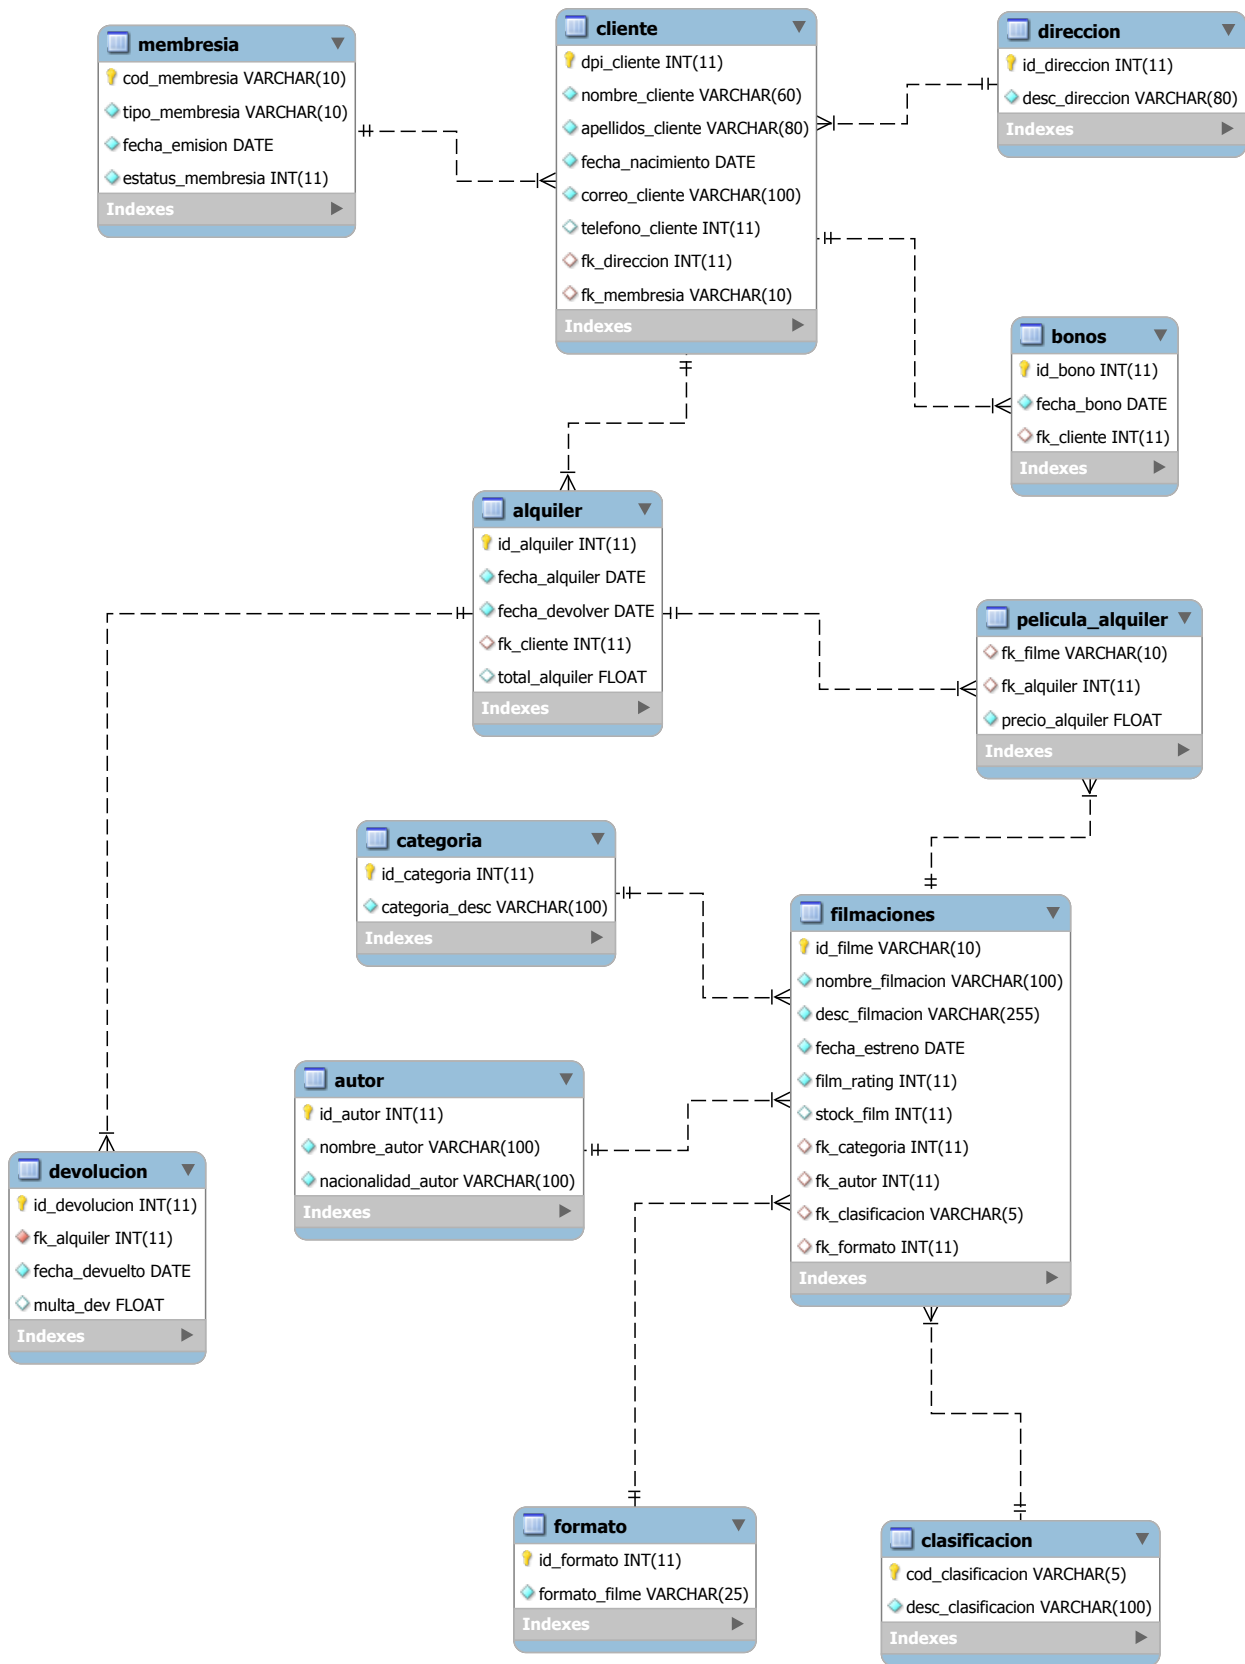 membresia
cod_membresia VARCHAR(10)
tipo_membresia VARCHAR(10)
fecha_emision DATE
estatus_membresia INT(11)
Indexes
cliente
dpi_cliente INT(11)
nombre_cliente VARCHAR(60)
apellidos_cliente VARCHAR(80)
fecha_nacimiento DATE
correo_cliente VARCHAR(100)
telefono_cliente INT(11)
fk_direccion INT(11)
fk_membresia VARCHAR(10)
Indexes
direccion
id_direccion INT(11)
desc_direccion VARCHAR(80)
Indexes
bonos
id_bono INT(11)
fecha_bono DATE
fk_cliente INT(11)
Indexes
alquiler
id_alquiler INT(11)
fecha_alquiler DATE
fecha_devolver DATE
fk_cliente INT(11)
total_alquiler FLOAT
Indexes
pelicula_alquiler
fk_filme VARCHAR(10)
fk_alquiler INT(11)
precio_alquiler FLOAT
Indexes
categoria
id_categoria INT(11)
categoria_desc VARCHAR(100)
Indexes
filmaciones
id_filme VARCHAR(10)
nombre_filmacion VARCHAR(100)
desc_filmacion VARCHAR(255)
fecha_estreno DATE
film_rating INT(11)
stock_film INT(11)
fk_categoria INT(11)
fk_autor INT(11)
fk_clasificacion VARCHAR(5)
fk_formato INT(11)
Indexes
autor
id_autor INT(11)
nombre_autor VARCHAR(100)
nacionalidad_autor VARCHAR(100)
Indexes
devolucion
id_devolucion INT(11)
fk_alquiler INT(11)
fecha_devuelto DATE
multa_dev FLOAT
Indexes
formato
id_formato INT(11)
formato_filme VARCHAR(25)
Indexes
clasificacion
cod_clasificacion VARCHAR(5)
desc_clasificacion VARCHAR(100)
Indexes